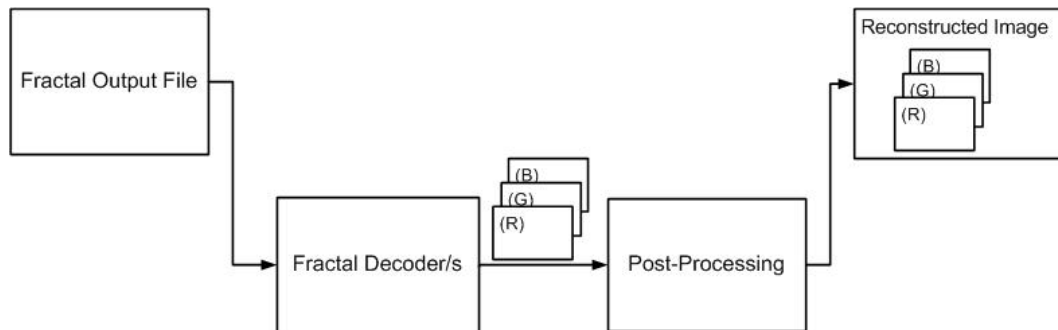 Fractal Output File
Fractal Decoder/s
(B)
(G)
(R)
Post-Processing
Reconstructed Image
(B)
(G)
(R)